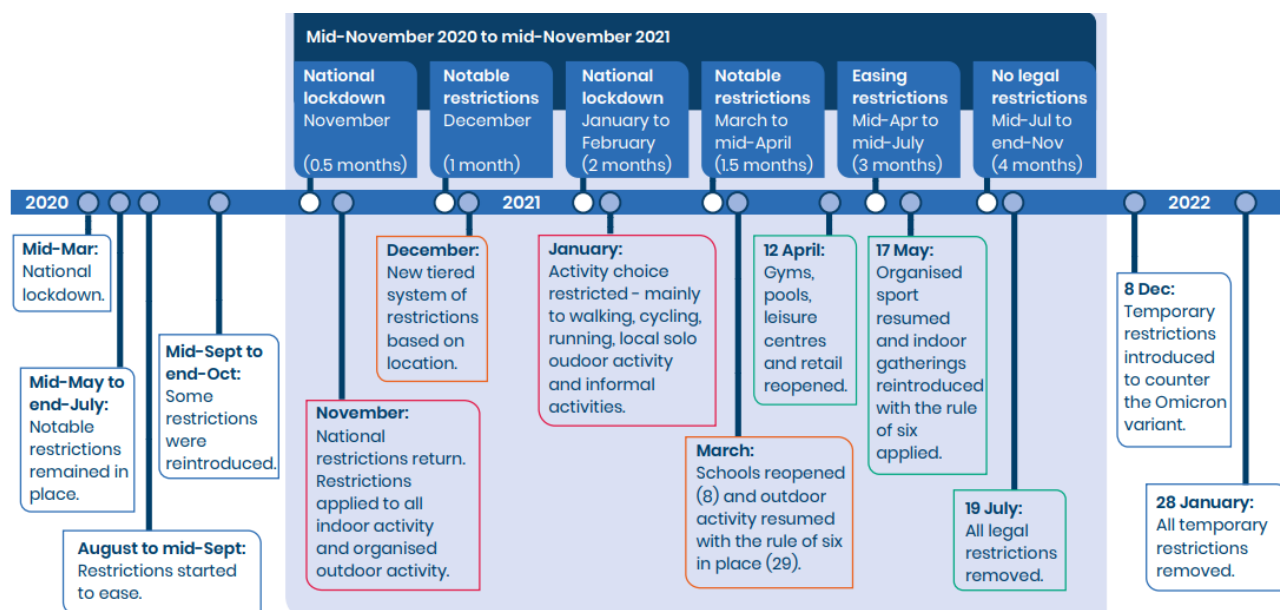 Mid-November 2020 to mid-November 2021
National
lockdown
November
(0.5 months)
Notable
restrictions
December
(1 month)
National
lockdown
January to
February
(2 months)
Notable
restrictions
March to
mid-April
(1.5 months)
Easing
restrictions
Mid-Apr to
mid-July
(3 months)
No legal
restrictions
Mid-Jul to
end-Nov
(4 months)
2020
2021
2022
Mid-Mar:
National
lockdown.
Mid-May to
end-July:
Notable
restrictions
remained in
place.
August to mid-Sept:
Restrictions started
to ease.
Mid-Sept to
end-Oct:
Some
restrictions
were
reintroduced.
November:
National
restrictions return.
Restrictions
applied to all
indoor activity
and organised
outdoor activity.
December:
New tiered
system of
restrictions
based on
location.
January:
Activity choice
restricted - mainly
to walking, cycling,
running, local solo
oudoor activity
and informal
activities.
March:
Schools reopened
(8) and outdoor
activity resumed
with the rule of six
in place (29).
12 April:
Gyms,
pools,
leisure
centres
and retail
reopened.
17 May:
Organised
sport
resumed
and indoor
gatherings
reintroduced
with the rule
of six
applied.
19 July:
All legal
restrictions
removed.
8 Dec:
Temporary
restrictions
introduced
to counter
the Omicron
variant.
28 January:
All temporary
restrictions
removed.